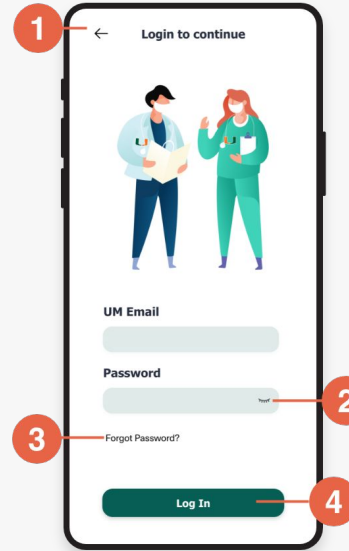 1
Login to continue
UM Email
Password
2
3
Forgot Password?
Log In
4